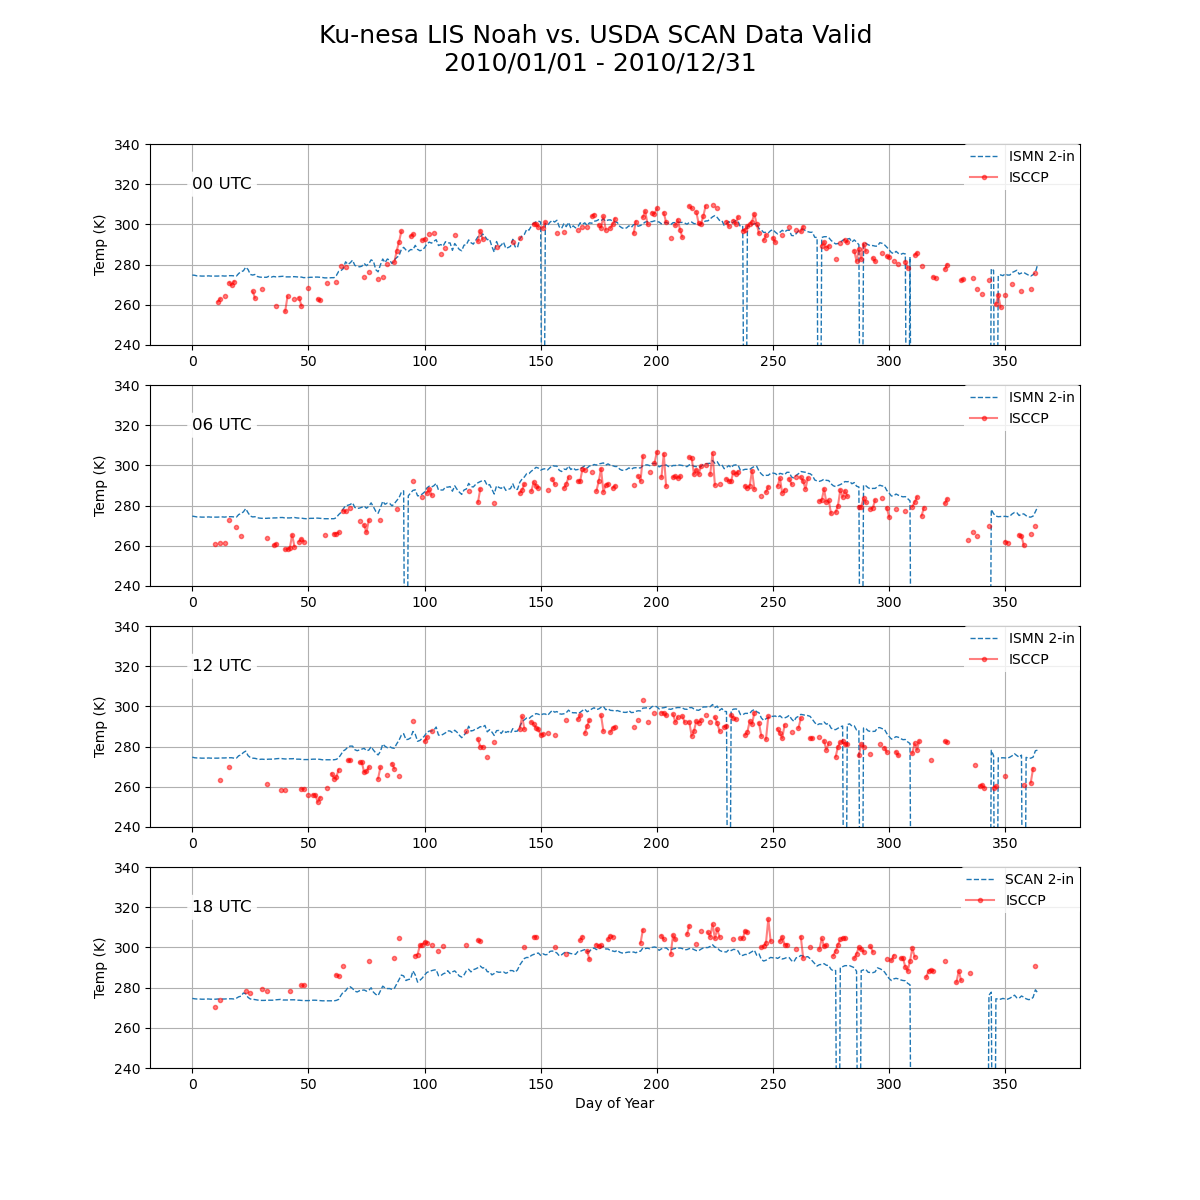 Ku-nesa LIS Noah vs. USDA SCAN Data Valid
2010/01/01 - 2010/12/31
340
320
300
280
260
240
Temp (K)
00 UTC
ISMN 2-in
ISCCP
0 50 100 150 200 250 300 350
340
320
300
280
260
240
Temp (K)
06 UTC
ISMN 2-in
ISCCP
0 50 100 150 200 250 300 350
340
320
300
280
260
240
Temp (K)
12 UTC
ISMN 2-in
ISCCP
0 50 100 150 200 250 300 350
340
320
300
280
260
240
Temp (K)
18 UTC
SCAN 2-in
ISCCP
0 50 100 150 200 250 300 350
Day of Year